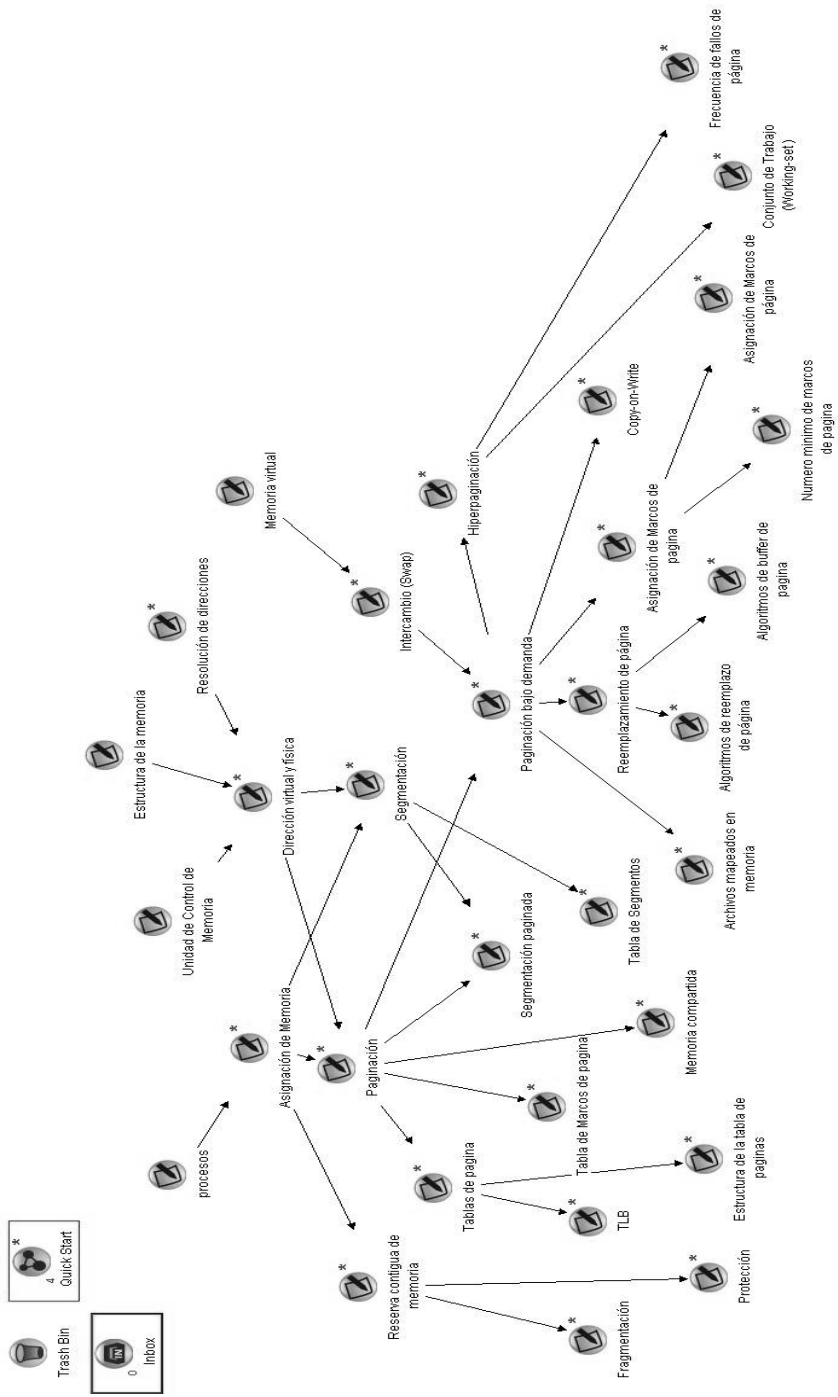 Trash Bin
4
Quick Start
0
Inbox
IN
procesos
Unidad de Control de
Memoria
Estructura de la memoria
Resolución de direcciones
Memoria virtual
Asignación de Memoria
Dirección virtual y física
Reserva contigua de
memoria
Paginación
Segmentación
Intercambio (Swap)
Tablas de pagina
Hiperpaginación
Segmentación paginada
Paginación bajo demanda
Tabla de Marcos de pagina
Fragmentación
TLB
Tabla de Segmentos
Reemplazamiento de página
Asignación de Marcos de
pagina
Copy-on-Write
Protección
Estructura de la tabla de
paginas
Memoria compartida
Archivos mapeados en
memoria
Algoritmos de reemplazo
de página
Algoritmos de buffer de
pagina
Numero minimo de marcos
de pagina
Asignación de Marcos de
página
Conjunto de Trabajo
(Working-set )
Frecuencia de fallos de
página